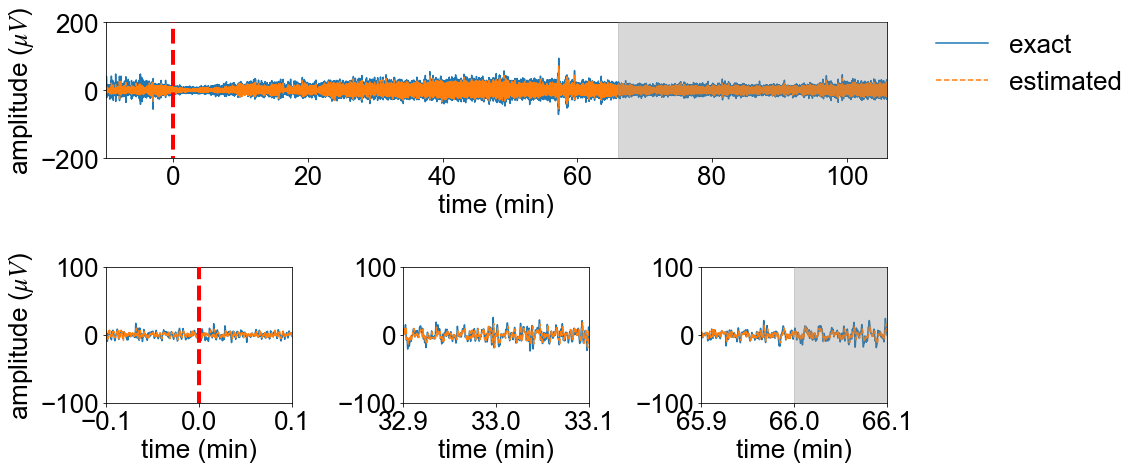 amplitude (μV)
200
0
−200
0 20 40 60 80 100
time (min)
exact
estimated
amplitude (μV)
100
0
−100
−0.1 0.0 0.1
time (min)
100
0
−100
32.9 33.0 33.1
time (min)
100
0
−100
65.9 66.0 66.1
time (min)